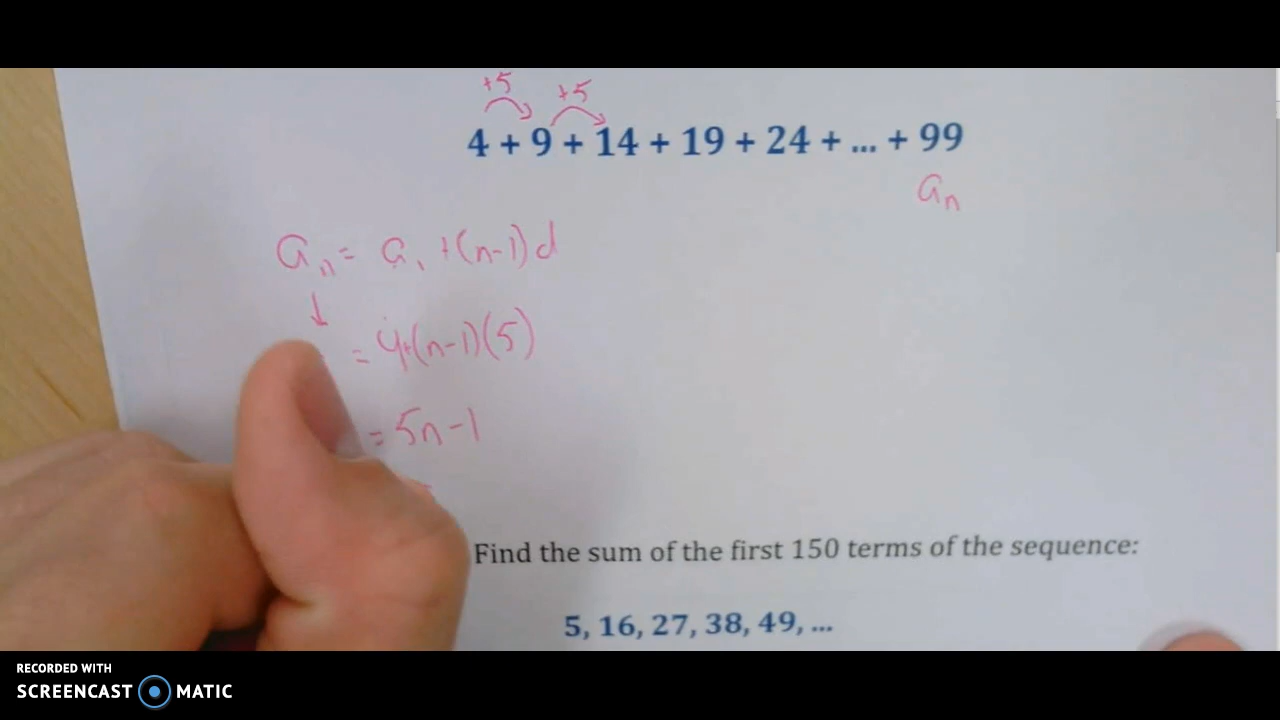 +5 +5
4 + 9 + 14 + 19 + 24 + ... + 99
aₙ
aₙ = a₁ + (n-1)d
↓
= 4+(n-1)(5)
= 5n-1
Find the sum of the first 150 terms of the sequence:
5, 16, 27, 38, 49, ...
RECORDED WITH
SCREENCAST MATIC